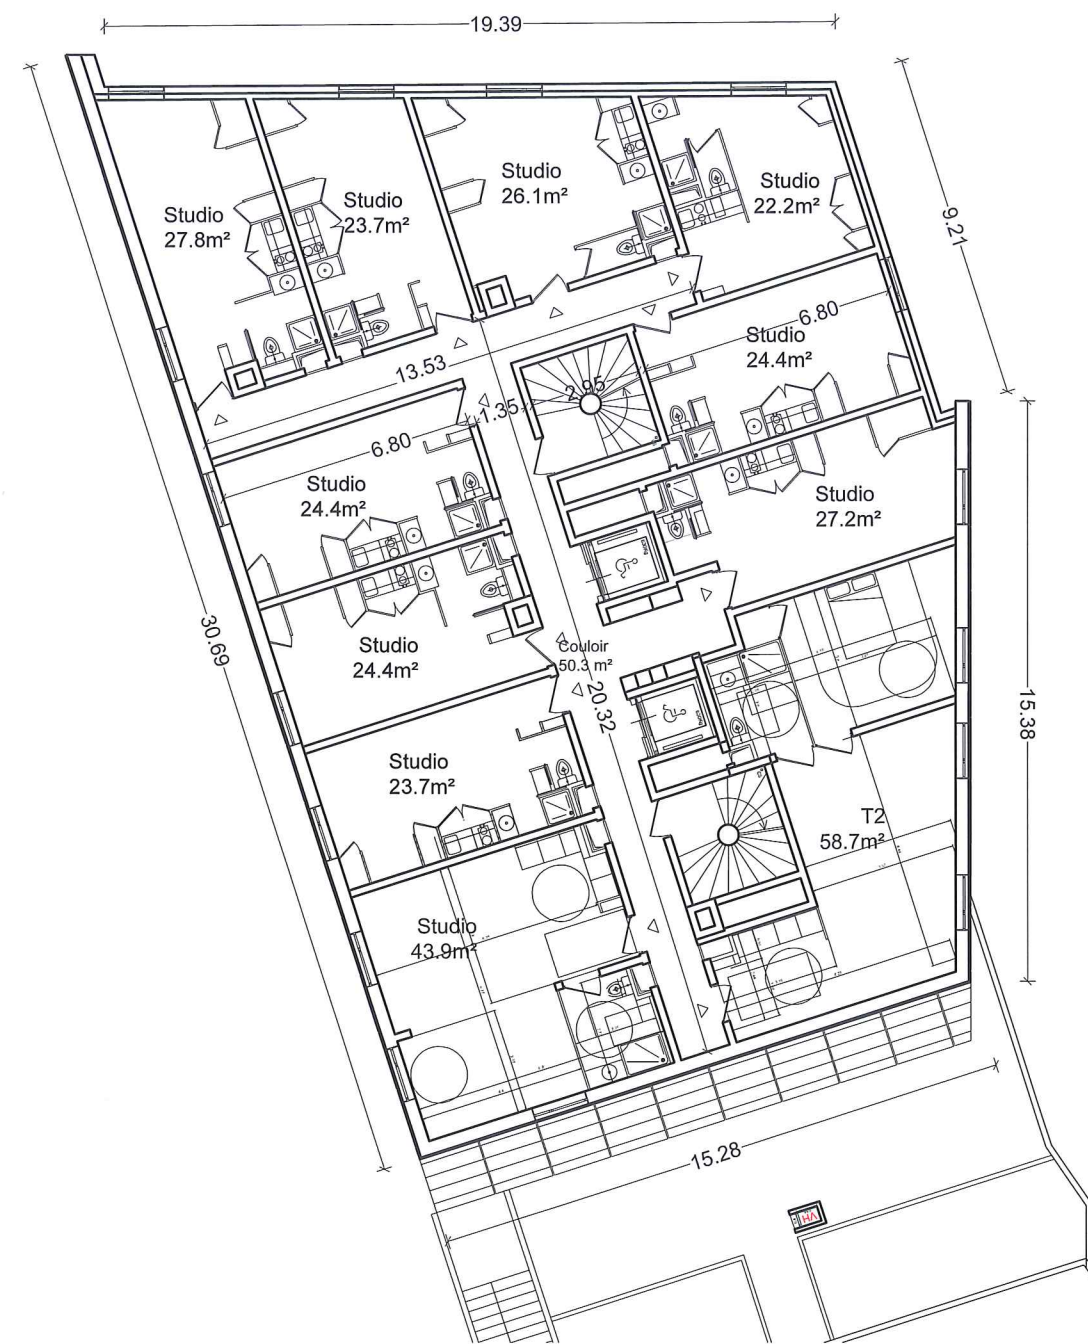 19.39
9.21
Studio
27.8m²
Studio
23.7m²
Studio
26.1m²
Studio
22.2m²
6.80
Studio
24.4m²
13.53
2.95
1.35
6.80
Studio
24.4m²
Studio
27.2m²
30.69
Studio
24.4m²
Couloir
50.3 m²
20.32
15.38
Studio
23.7m²
T2
58.7m²
Studio
43.9m²
15.28
VH